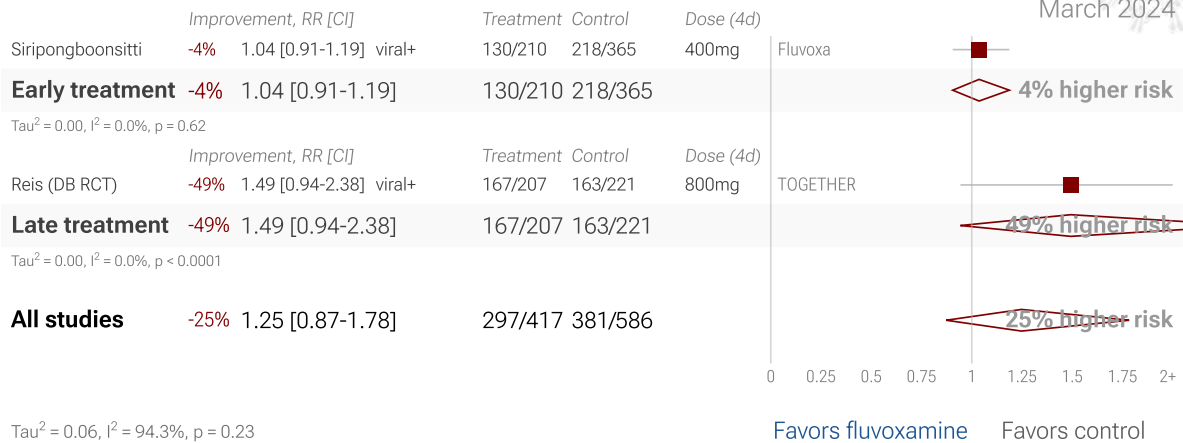 March 2024
Improvement, RR [CI] Treatment Control Dose (4d)
Siripongboonsitti -4% 1.04 [0.91-1.19] viral+ 130/210 218/365 400mg Fluvoxa
Early treatment -4% 1.04 [0.91-1.19] 130/210 218/365 4% higher risk
Tau² = 0.00, I² = 0.0%, p = 0.62
Improvement, RR [CI] Treatment Control Dose (4d)
Reis (DB RCT) -49% 1.49 [0.94-2.38] viral+ 167/207 163/221 800mg TOGETHER
Late treatment -49% 1.49 [0.94-2.38] 167/207 163/221 49% higher risk
Tau² = 0.00, I² = 0.0%, p < 0.0001
All studies -25% 1.25 [0.87-1.78] 297/417 381/586 25% higher risk
0 0.25 0.5 0.75 1 1.25 1.5 1.75 2+
Tau² = 0.06, I² = 94.3%, p = 0.23 Favors fluvoxamine Favors control